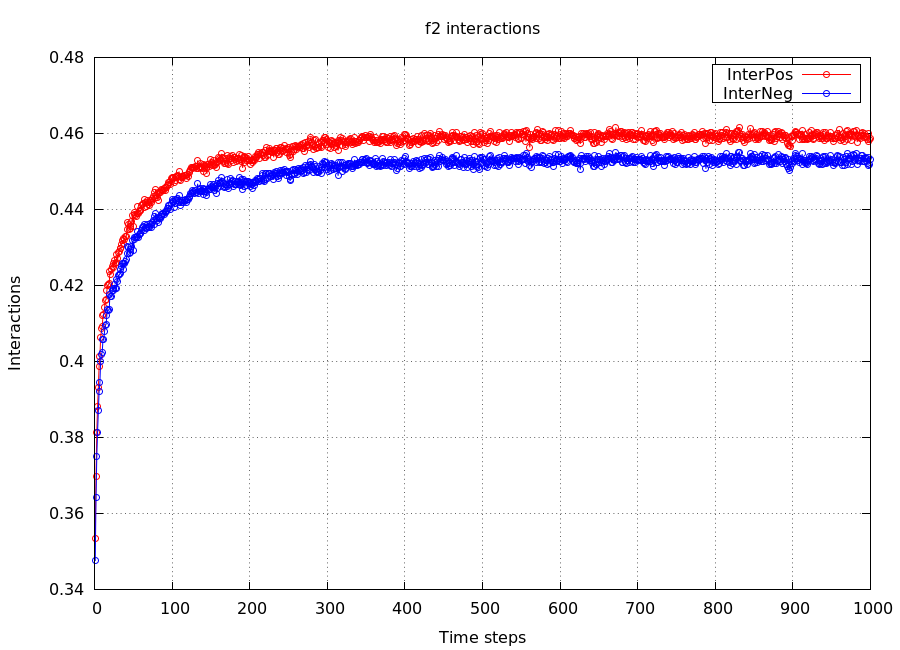 f2 interactions
InterPos
InterNeg
0.48
0.46
0.44
0.42
0.4
0.38
0.36
0.34
Interactions
0 100 200 300 400 500 600 700 800 900 1000
Time steps